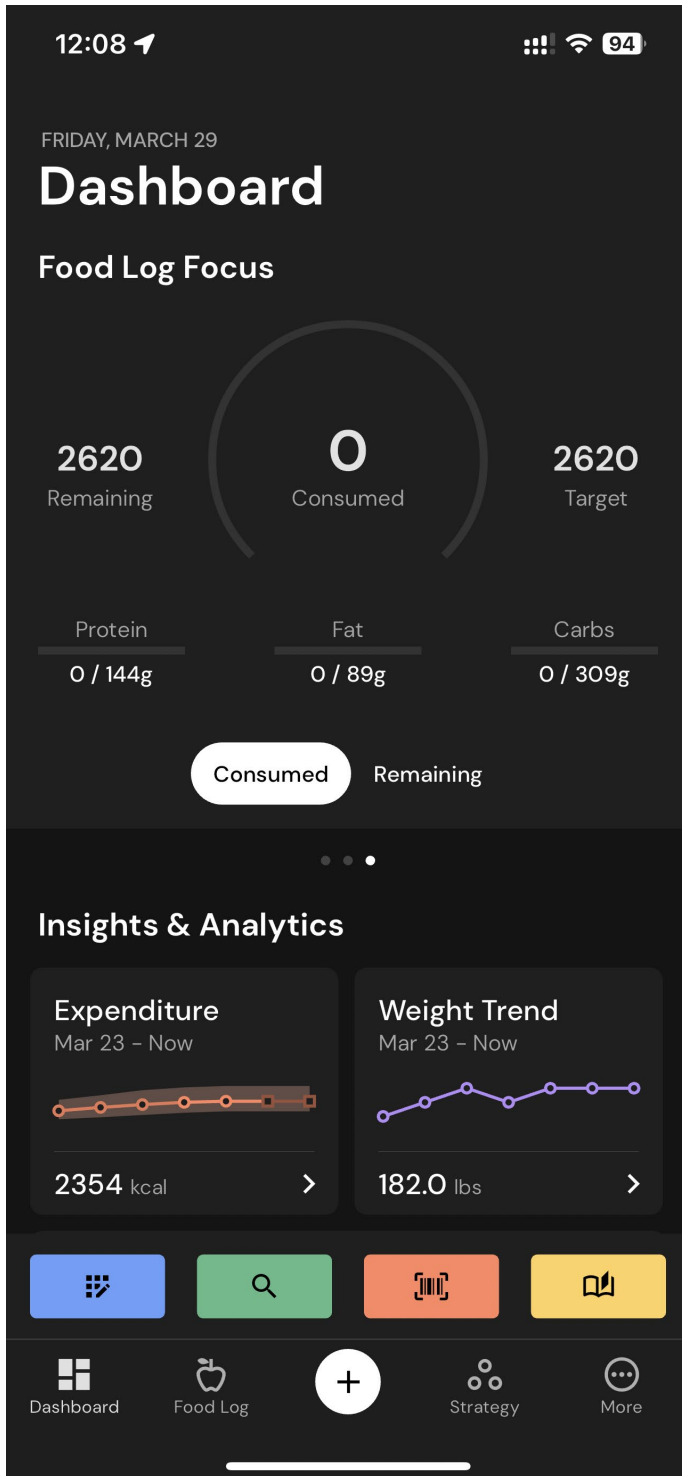 12:08
94
FRIDAY, MARCH 29
Dashboard
Food Log Focus
2620
Remaining
0
Consumed
2620
Target
Protein
0 / 144g
Fat
0 / 89g
Carbs
0 / 309g
Consumed
Remaining
Insights & Analytics
Expenditure
Mar 23 – Now
2354 kcal
Weight Trend
Mar 23 – Now
182.0 lbs
Dashboard
Food Log
Strategy
More